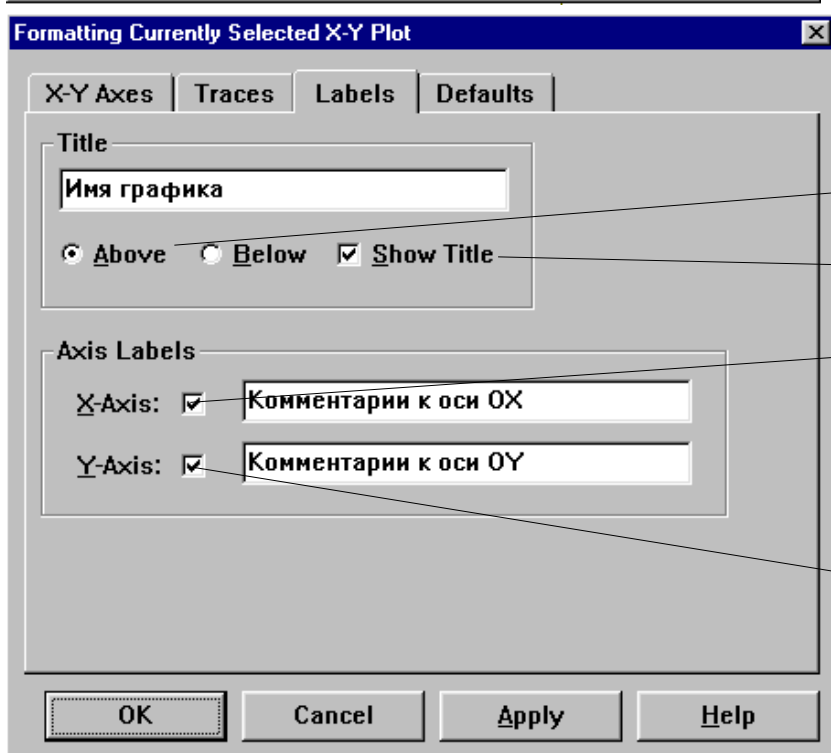 Formatting Currently Selected X-Y Plot
X-Y Axes Traces Labels Defaults
Title
Имя графика
Above Below Show Title
Axis Labels
X-Axis: Комментарии к оси OX
Y-Axis: Комментарии к оси OY
OK Cancel Apply Help